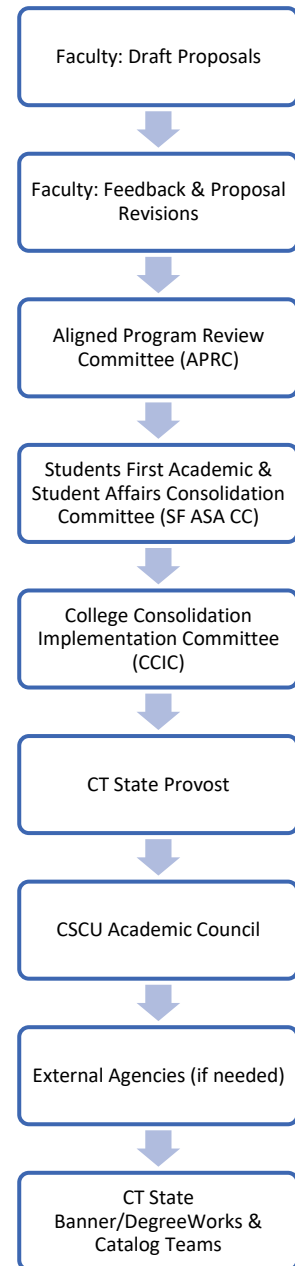 Faculty: Draft Proposals
Faculty: Feedback & Proposal
Revisions
Aligned Program Review
Committee (APRC)
Students First Academic &
Student Affairs Consolidation
Committee (SF ASA CC)
College Consolidation
Implementation Committee
(CCIC)
CT State Provost
CSCU Academic Council
External Agencies (if needed)
CT State
Banner/DegreeWorks &
Catalog Teams